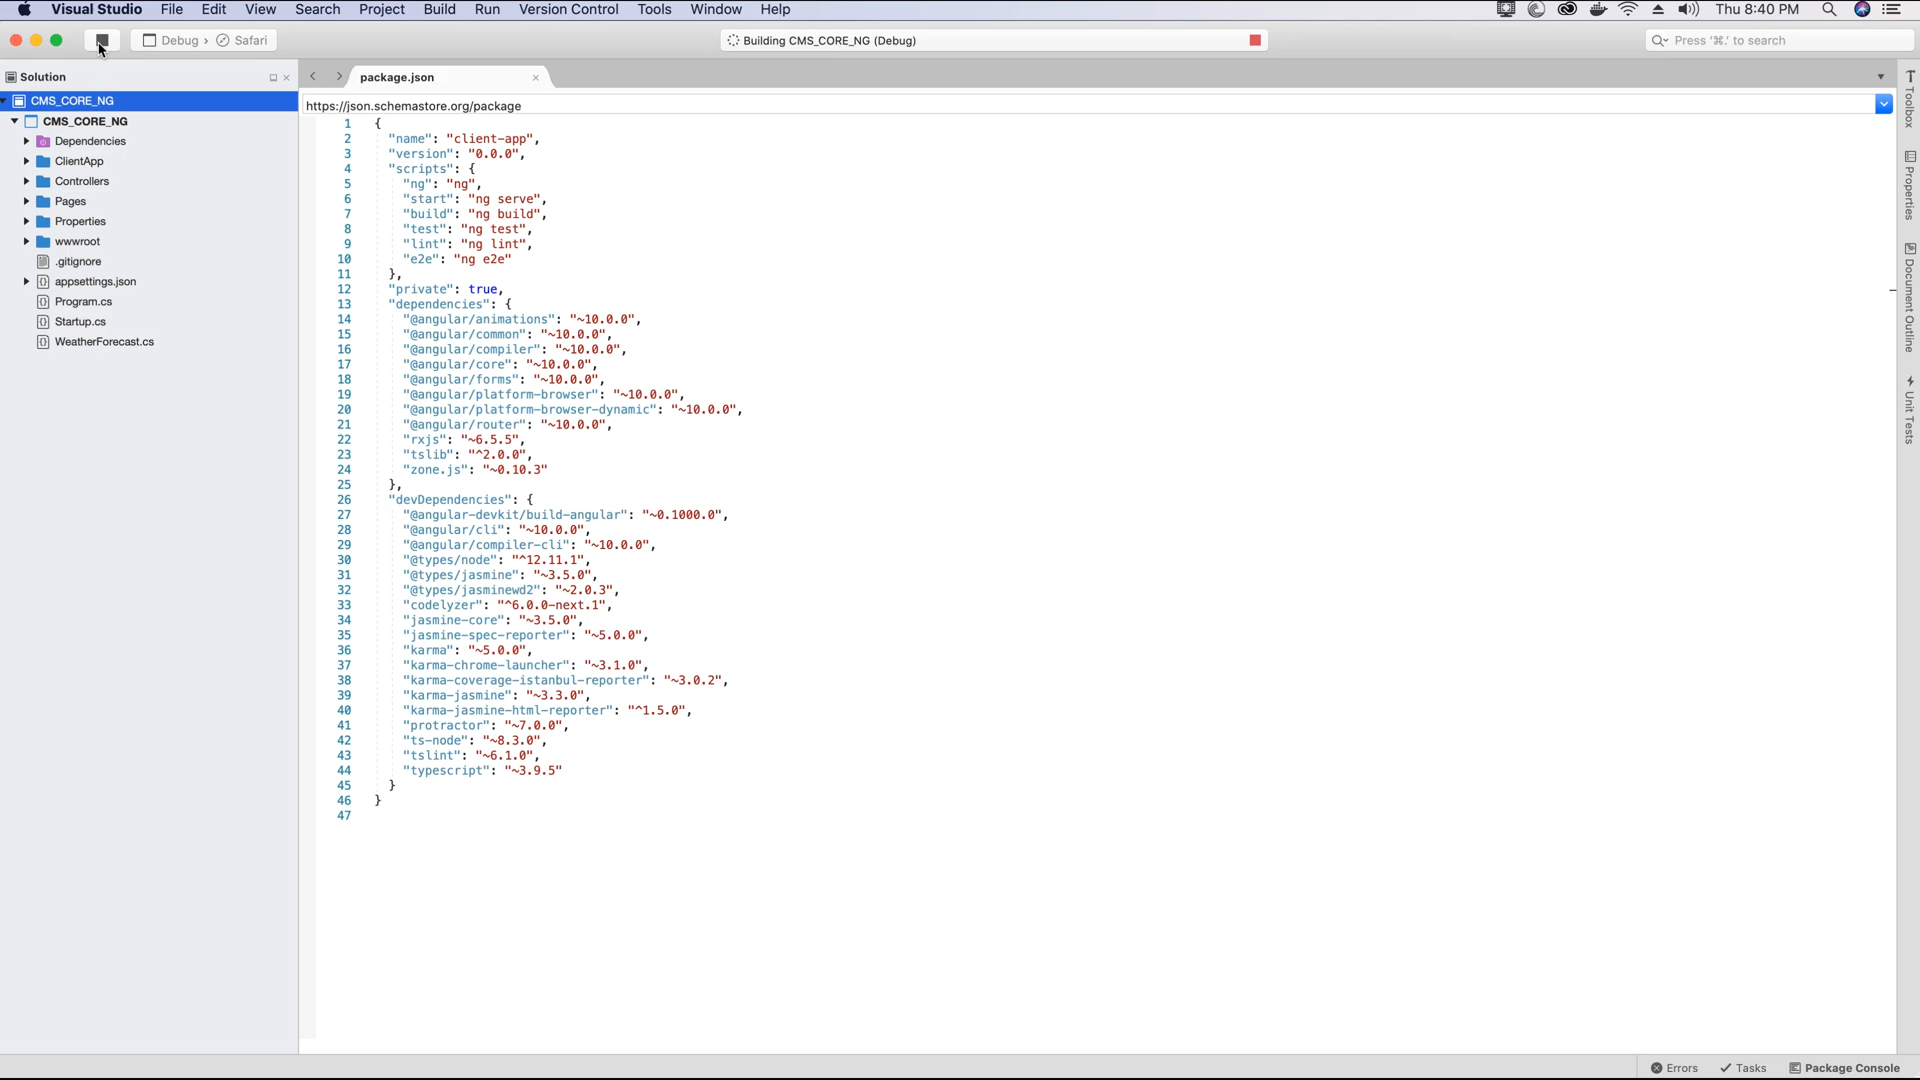 Visual Studio File Edit View Search Project Build Run Version Control Tools Window Help Thu 8:40 PM
Debug › Safari Building CMS_CORE_NG (Debug) Press '⌘.' to search
Solution
CMS_CORE_NG
CMS_CORE_NG
Dependencies
ClientApp
Controllers
Pages
Properties
wwwroot
.gitignore
appsettings.json
Program.cs
Startup.cs
WeatherForecast.cs
package.json
https://json.schemastore.org/package
1 {
2 "name": "client-app",
3 "version": "0.0.0",
4 "scripts": {
5 "ng": "ng",
6 "start": "ng serve",
7 "build": "ng build",
8 "test": "ng test",
9 "lint": "ng lint",
10 "e2e": "ng e2e"
11 },
12 "private": true,
13 "dependencies": {
14 "@angular/animations": "~10.0.0",
15 "@angular/common": "~10.0.0",
16 "@angular/compiler": "~10.0.0",
17 "@angular/core": "~10.0.0",
18 "@angular/forms": "~10.0.0",
19 "@angular/platform-browser": "~10.0.0",
20 "@angular/platform-browser-dynamic": "~10.0.0",
21 "@angular/router": "~10.0.0",
22 "rxjs": "~6.5.5",
23 "tslib": "^2.0.0",
24 "zone.js": "~0.10.3"
25 },
26 "devDependencies": {
27 "@angular-devkit/build-angular": "~0.1000.0",
28 "@angular/cli": "~10.0.0",
29 "@angular/compiler-cli": "~10.0.0",
30 "@types/node": "^12.11.1",
31 "@types/jasmine": "~3.5.0",
32 "@types/jasminewd2": "~2.0.3",
33 "codelyzer": "^6.0.0-next.1",
34 "jasmine-core": "~3.5.0",
35 "jasmine-spec-reporter": "~5.0.0",
36 "karma": "~5.0.0",
37 "karma-chrome-launcher": "~3.1.0",
38 "karma-coverage-istanbul-reporter": "~3.0.2",
39 "karma-jasmine": "~3.3.0",
40 "karma-jasmine-html-reporter": "^1.5.0",
41 "protractor": "~7.0.0",
42 "ts-node": "~8.3.0",
43 "tslint": "~6.1.0",
44 "typescript": "~3.9.5"
45 }
46 }
47
Toolbox
Properties
Document Outline
Unit Tests
Errors Tasks Package Console